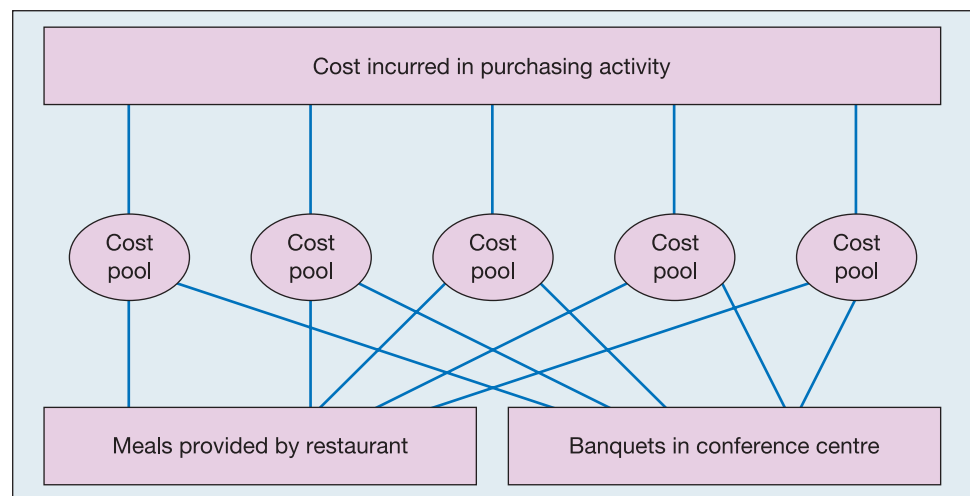 Cost incurred in purchasing activity
Cost
pool
Cost
pool
Cost
pool
Cost
pool
Cost
pool
Meals provided by restaurant
Banquets in conference centre